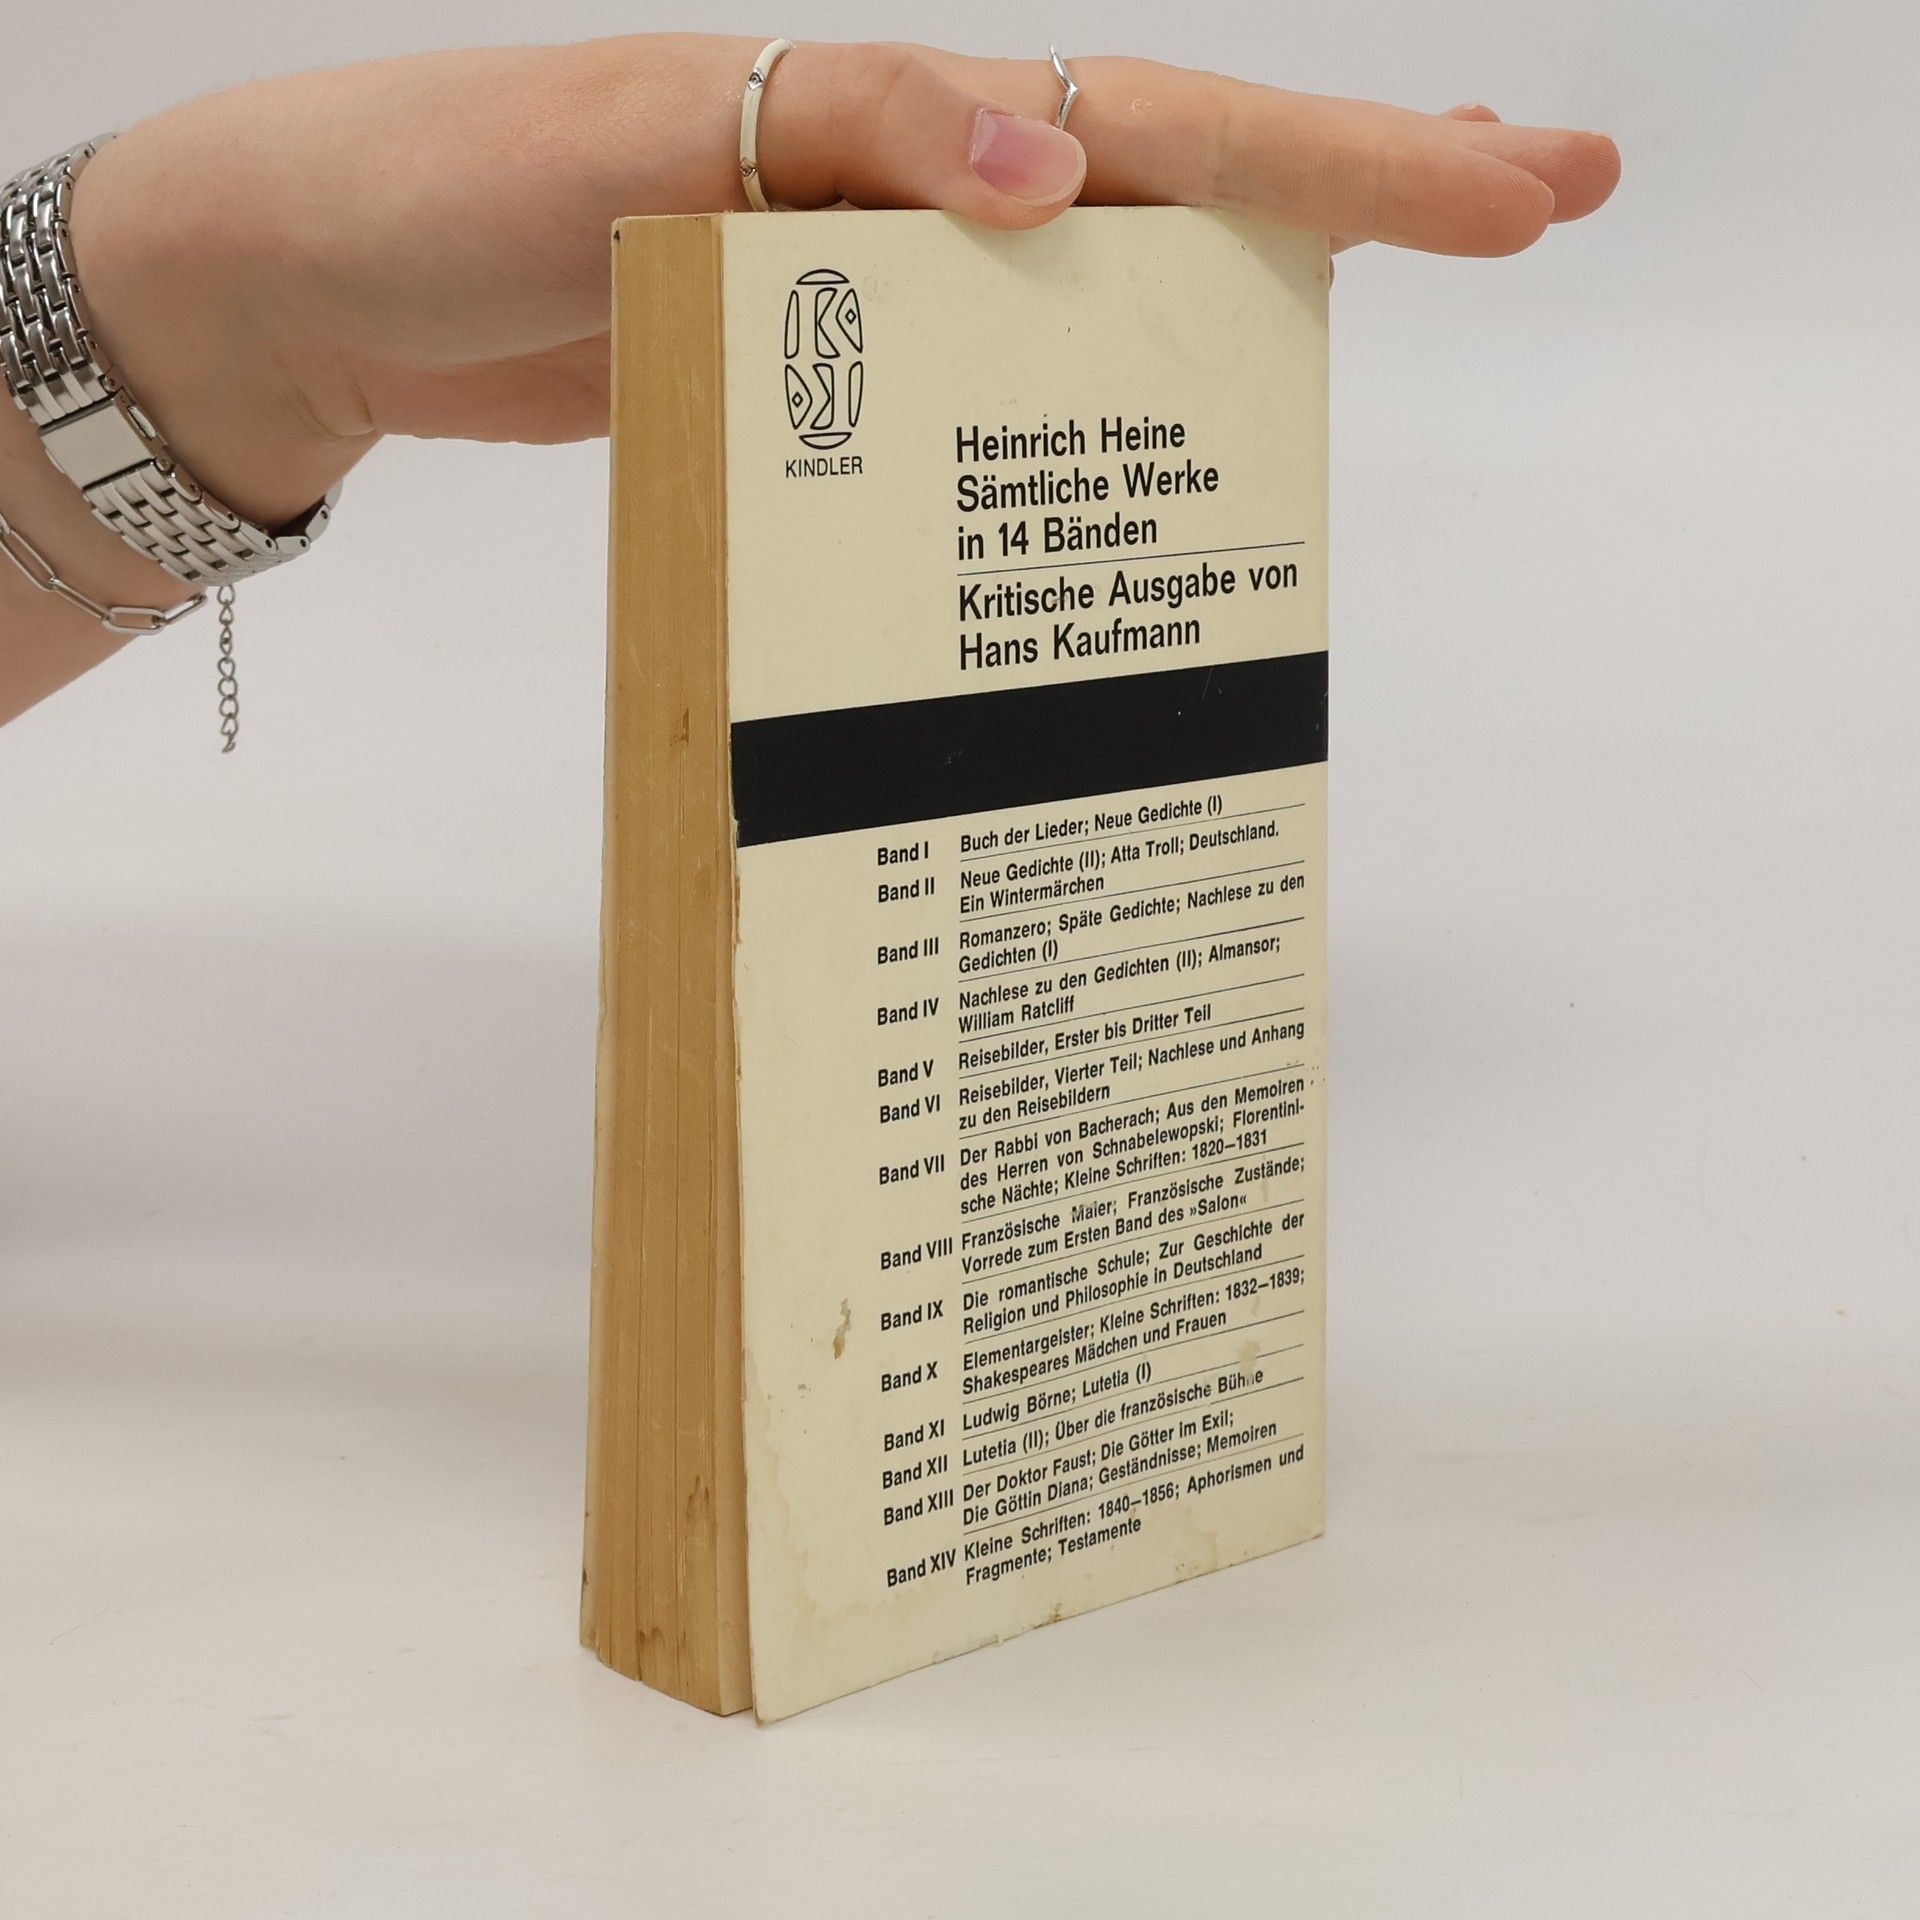 KINDLER
Heinrich Heine
Sämtliche Werke
in 14 Bänden
Kritische Ausgabe von
Hans Kaufmann
Band I Buch der Lieder; Neue Gedichte (I)
Band II Neue Gedichte (II); Atta Troll; Deutschland.
Ein Wintermärchen
Band III Romanzero; Späte Gedichte; Nachlese zu den
Gedichten (I)
Band IV Nachlese zu den Gedichten (II); Almansor;
William Ratcliff
Band V Reisebilder, Erster bis Dritter Teil
Band VI Reisebilder, Vierter Teil; Nachlese und Anhang
zu den Reisebildern
Band VII Der Rabbi von Bacherach; Aus den Memoiren
des Herren von Schnabelewopski; Florentini-
sche Nächte; Kleine Schriften: 1820–1831
Band VIII Französische Maier; Französische Zustände;
Vorrede zum Ersten Band des »Salon«
Band IX Die romantische Schule; Zur Geschichte der
Religion und Philosophie in Deutschland
Band X Elementargeister; Kleine Schriften: 1832–1839;
Shakespeares Mädchen und Frauen
Band XI Ludwig Börne; Lutetia (I)
Band XII Lutetia (II); Über die französische Bühne
Band XIII Der Doktor Faust; Die Götter im Exil;
Die Göttin Diana; Geständnisse; Memoiren
Band XIV Kleine Schriften: 1840–1856; Aphorismen und
Fragmente; Testamente